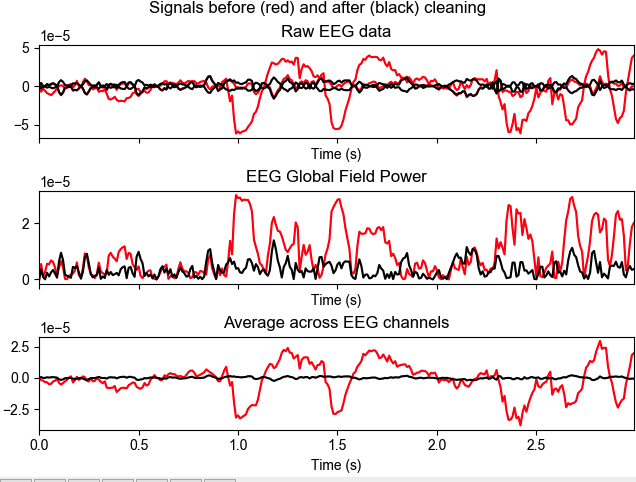 Signals before (red) and after (black) cleaning
Raw EEG data
1e−5
5
0
−5
Time (s)
EEG Global Field Power
1e−5
2
0
Time (s)
Average across EEG channels
1e−5
2.5
0.0
−2.5
0.0 0.5 1.0 1.5 2.0 2.5
Time (s)